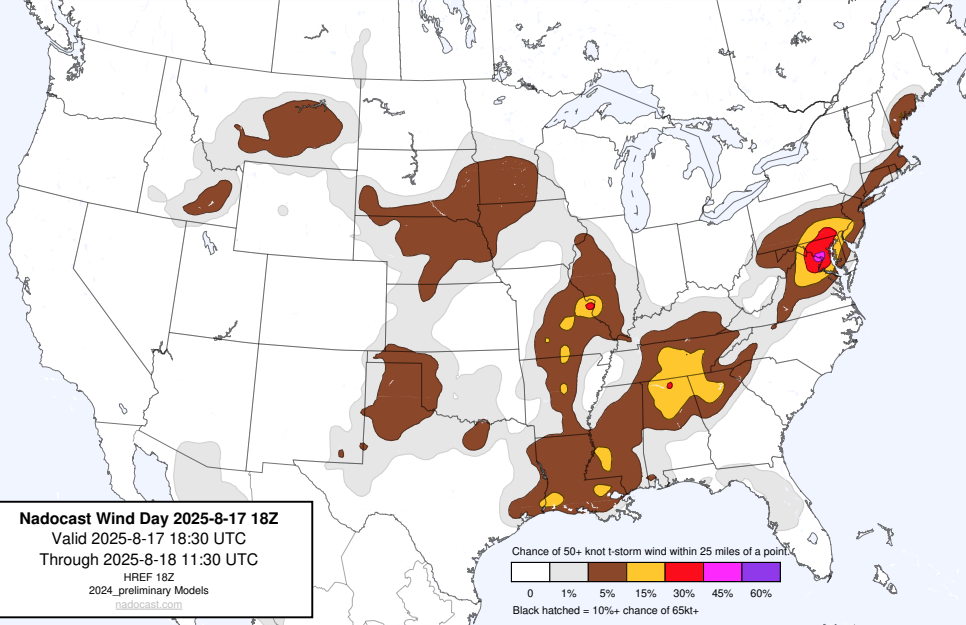 Nadocast Wind Day 2025-8-17 18Z
Valid 2025-8-17 18:30 UTC
Through 2025-8-18 11:30 UTC
HREF 18Z
2024_preliminary Models
nadocast.com
Chance of 50+ knot t-storm wind within 25 miles of a point.
0 1% 5% 15% 30% 45% 60%
Black hatched = 10%+ chance of 65kt+